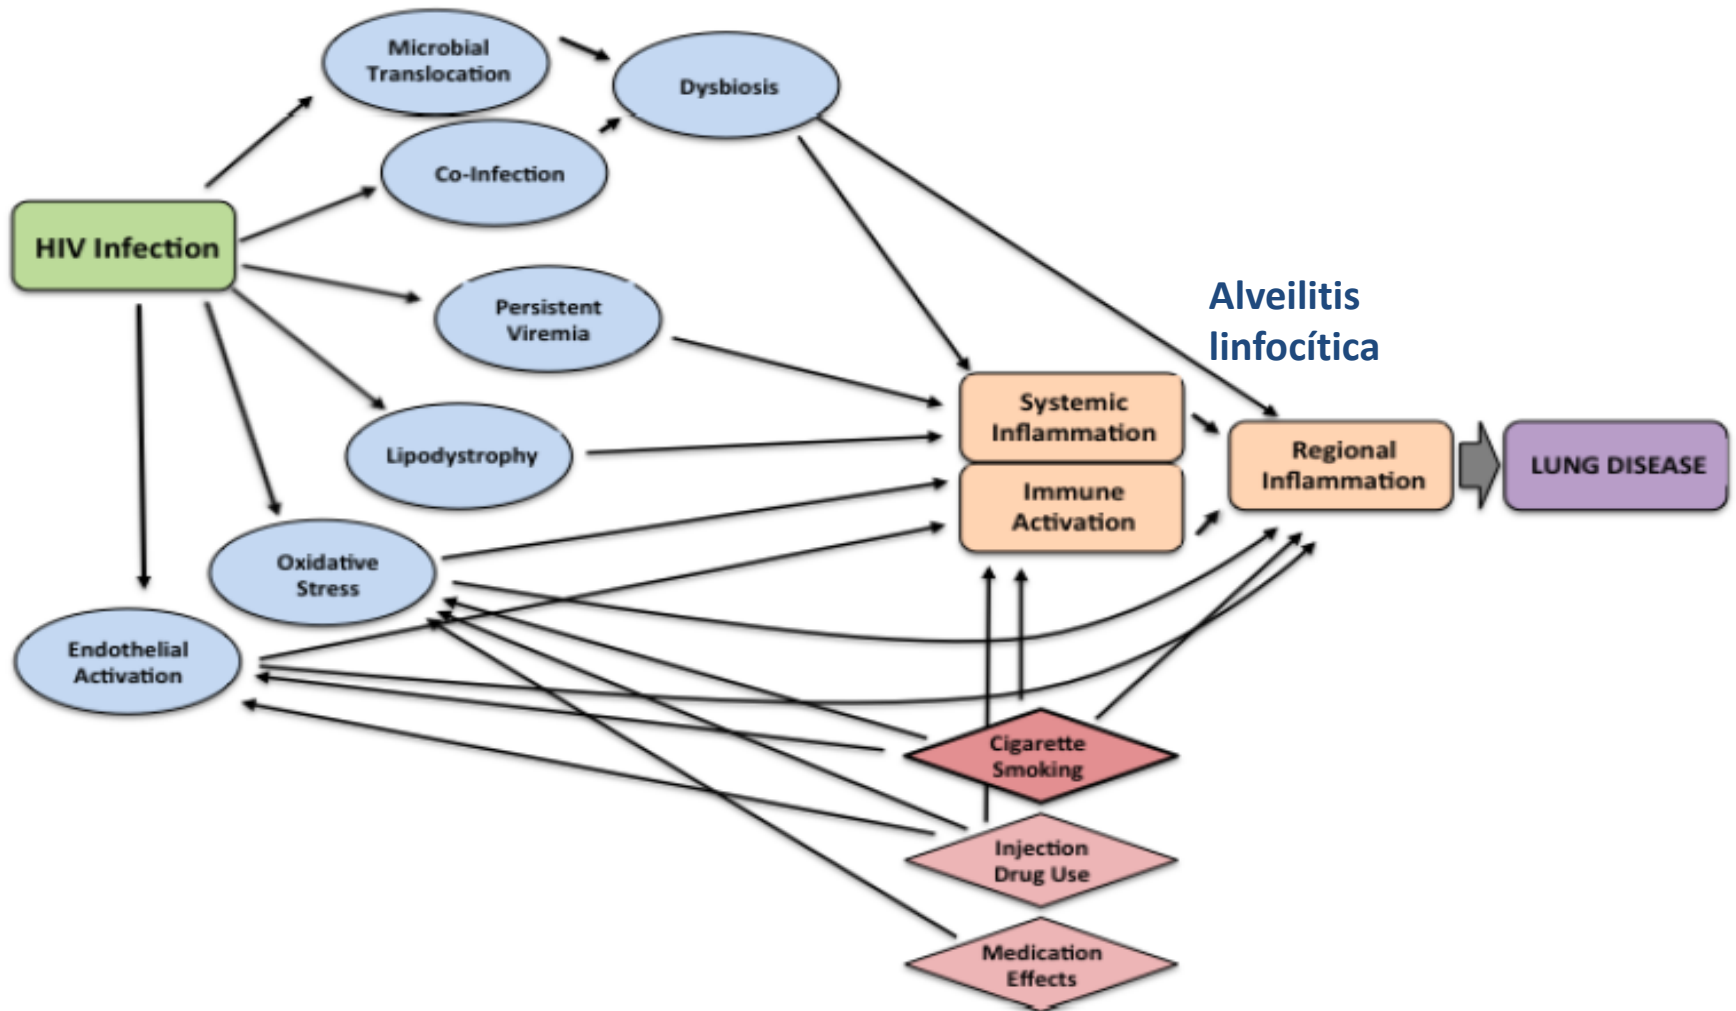 Microbial
Translocation
Dysbiosis
Co-Infection
HIV Infection
Persistent
Viremia
Alveilitis
linfocítica
Systemic
Inflammation
Lipodystrophy
Regional
Inflammation
LUNG DISEASE
Immune
Activation
Oxidative
Stress
Endothelial
Activation
Cigarette
Smoking
Injection
Drug Use
Medication
Effects